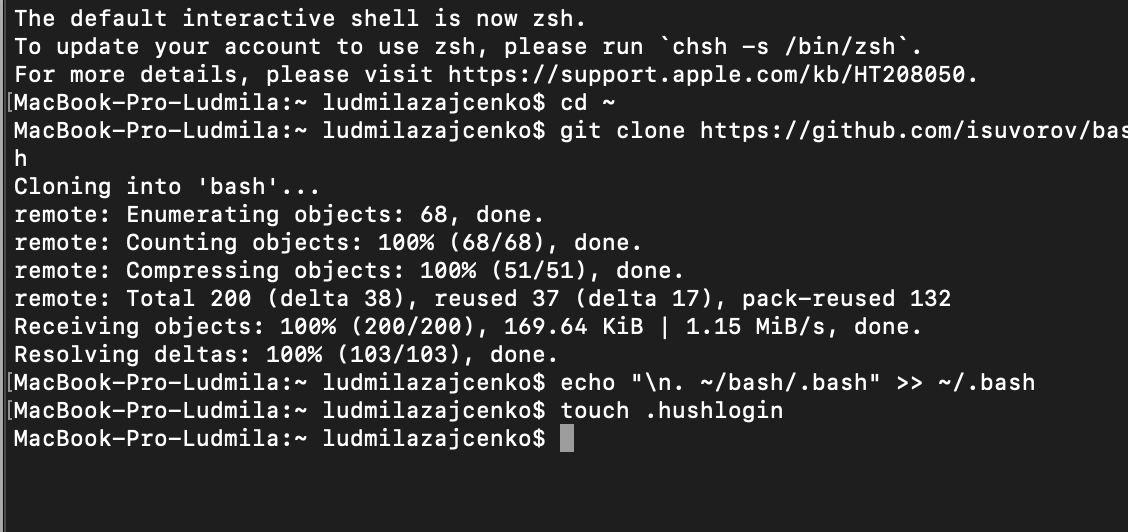 The default interactive shell is now zsh.
To update your account to use zsh, please run `chsh -s /bin/zsh`.
For more details, please visit https://support.apple.com/kb/HT208050.
[MacBook-Pro-Ludmila:~ ludmilazajcenko$ cd ~
MacBook-Pro-Ludmila:~ ludmilazajcenko$ git clone https://github.com/isuvorov/bas
h
Cloning into 'bash'...
remote: Enumerating objects: 68, done.
remote: Counting objects: 100% (68/68), done.
remote: Compressing objects: 100% (51/51), done.
remote: Total 200 (delta 38), reused 37 (delta 17), pack-reused 132
Receiving objects: 100% (200/200), 169.64 KiB | 1.15 MiB/s, done.
Resolving deltas: 100% (103/103), done.
[MacBook-Pro-Ludmila:~ ludmilazajcenko$ echo "\n. ~/bash/.bash" >> ~/.bash
[MacBook-Pro-Ludmila:~ ludmilazajcenko$ touch .hushlogin
MacBook-Pro-Ludmila:~ ludmilazajcenko$